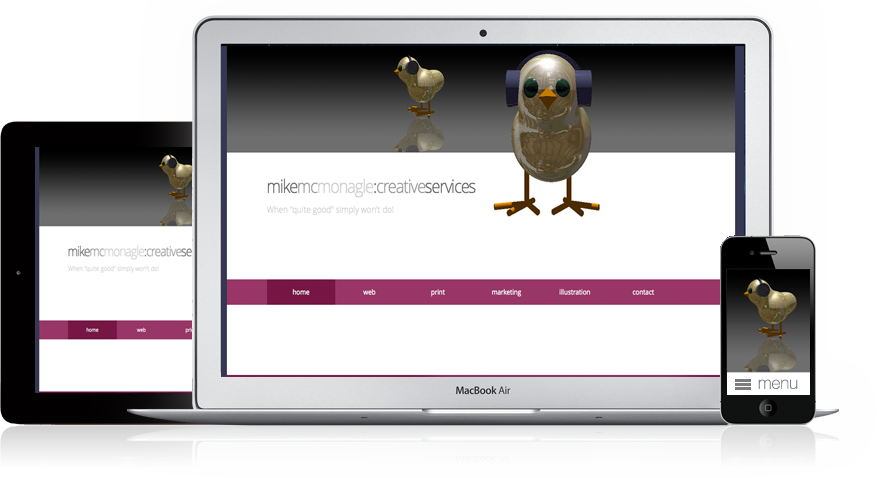 mikemcmonagle:creativeservices
When "quite good" simply won't do!
home web print marketing illustration contact
MacBook Air
mikemcmonagle:creativese
When "quite good" simply won't do!
home web pri
menu